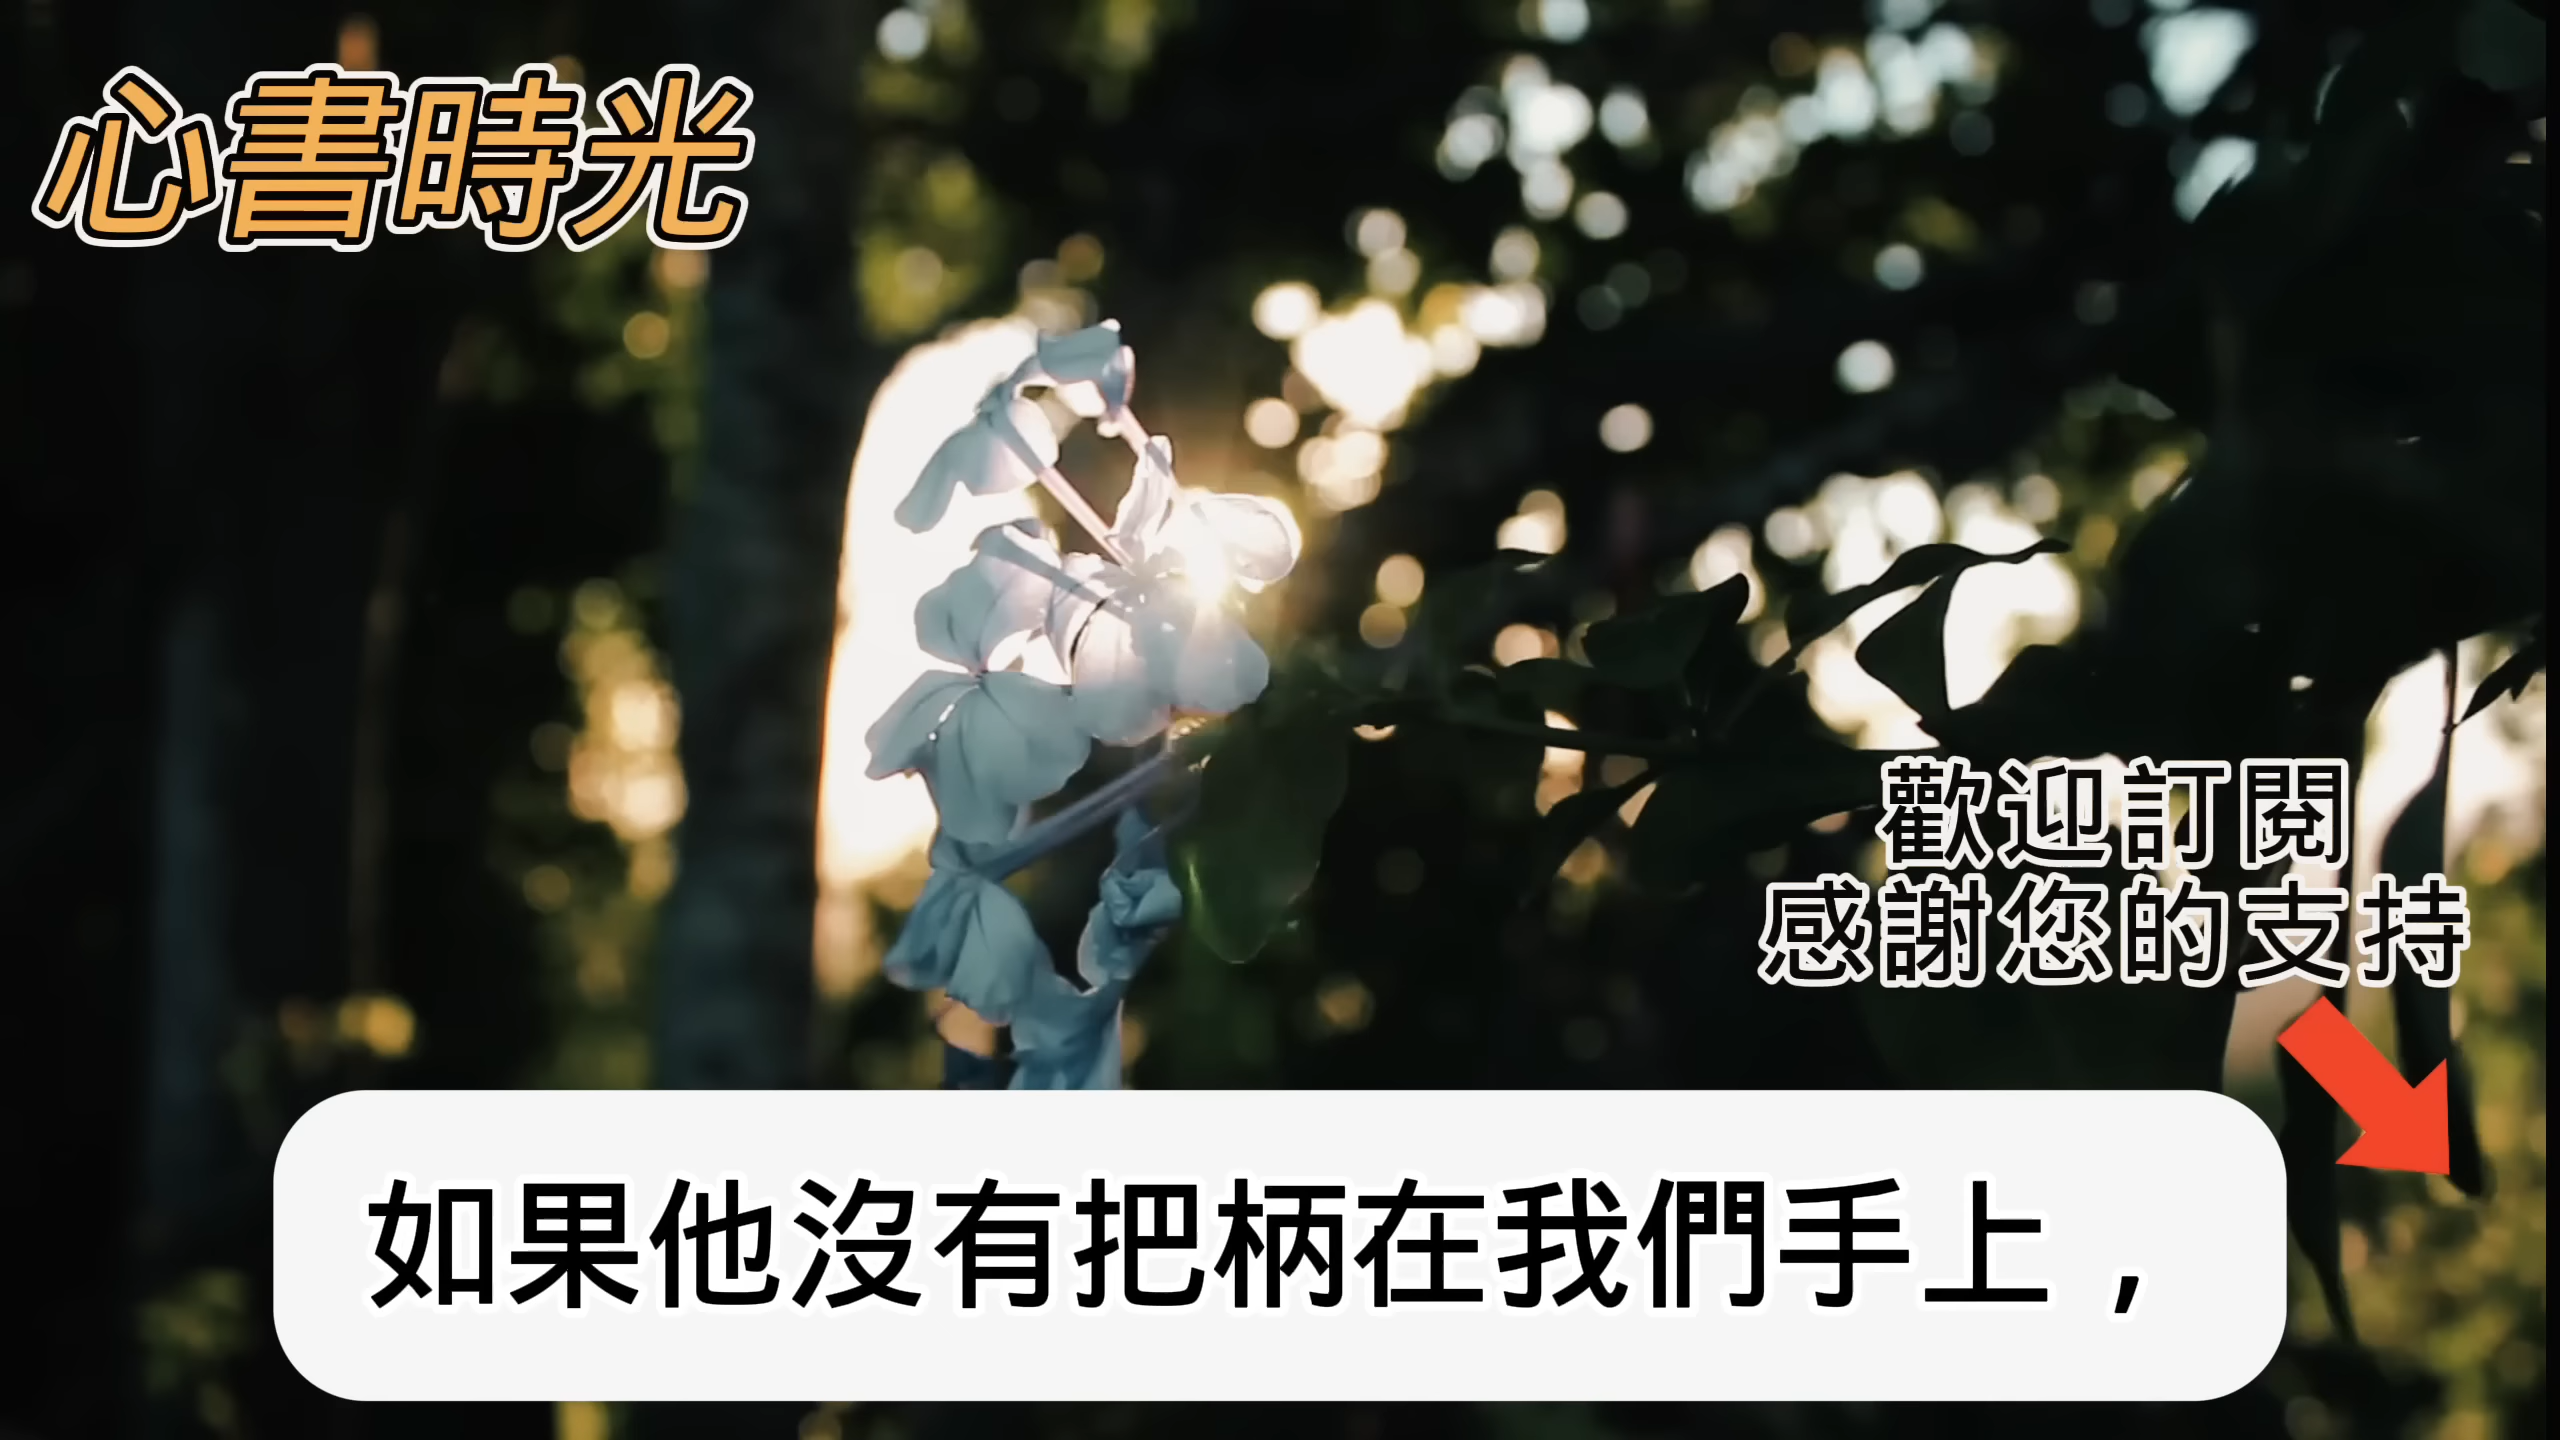 心書時光
歡迎訂閱
感謝您的支持
如果他沒有把柄在我們手上，